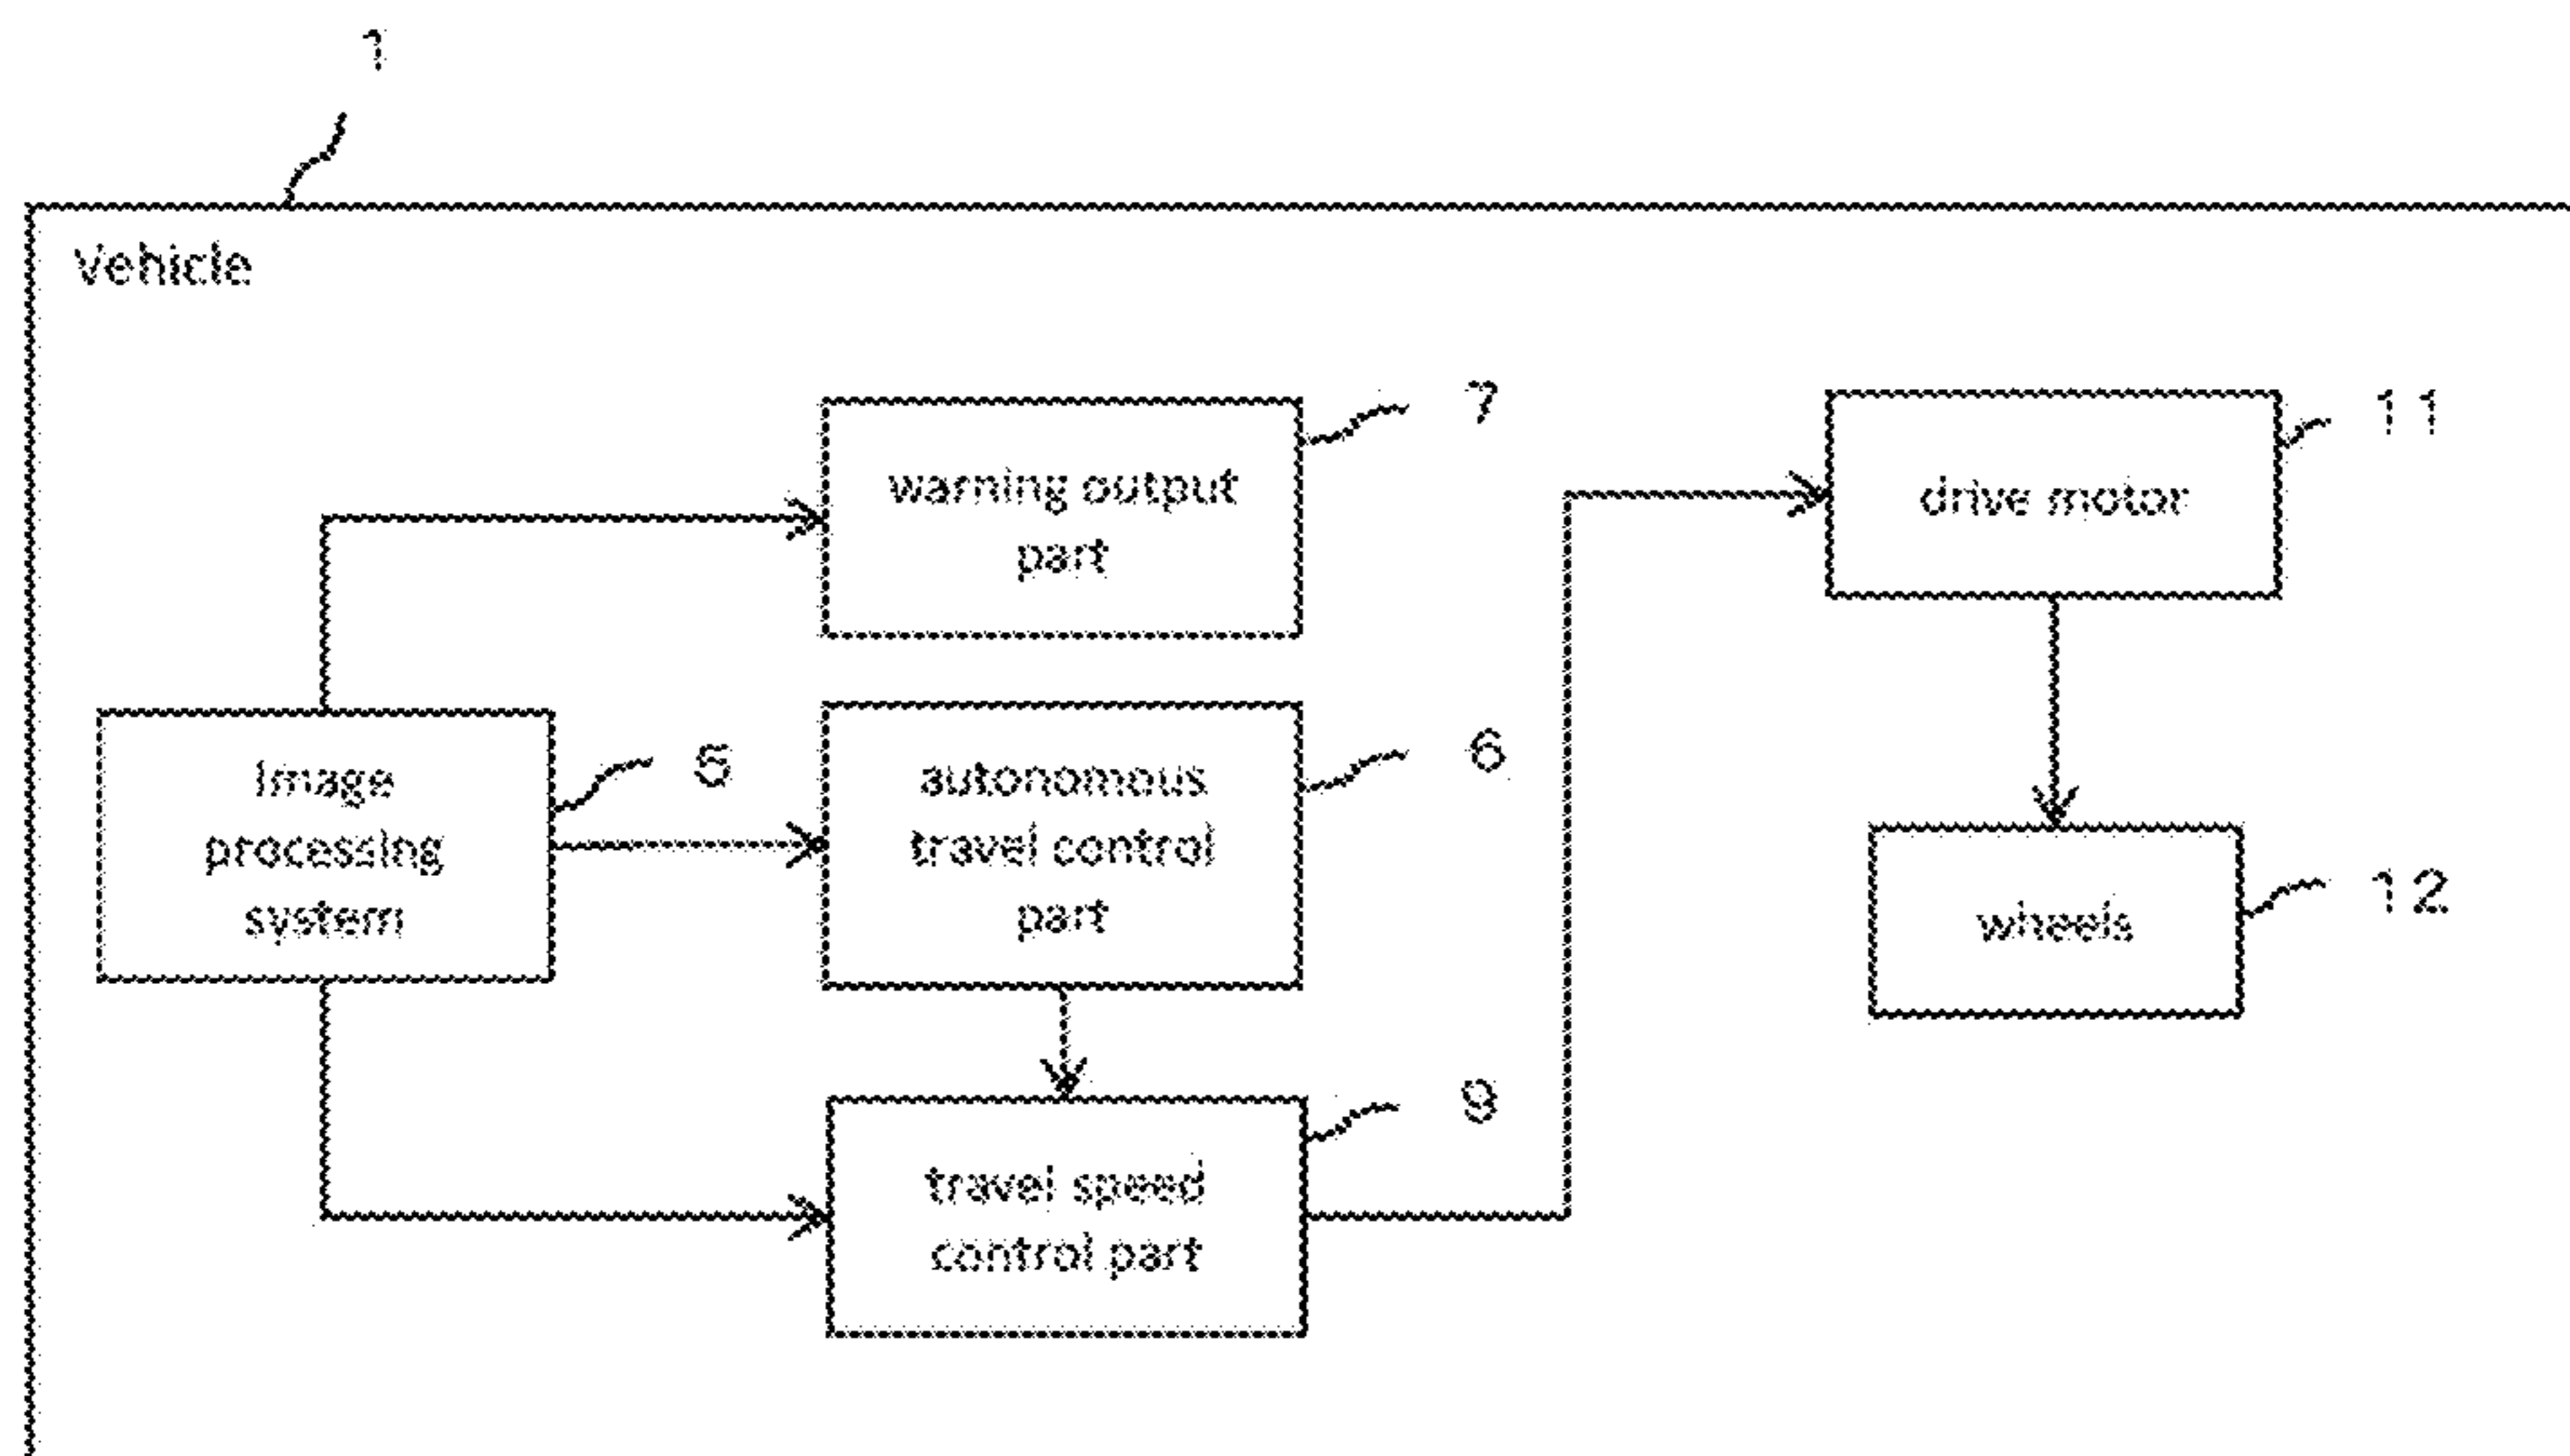 1
Vehicle
7
warning output
part
11
drive motor
image
processing
system
5
autonomous
travel control
part
6
wheels
12
travel speed
control part
9